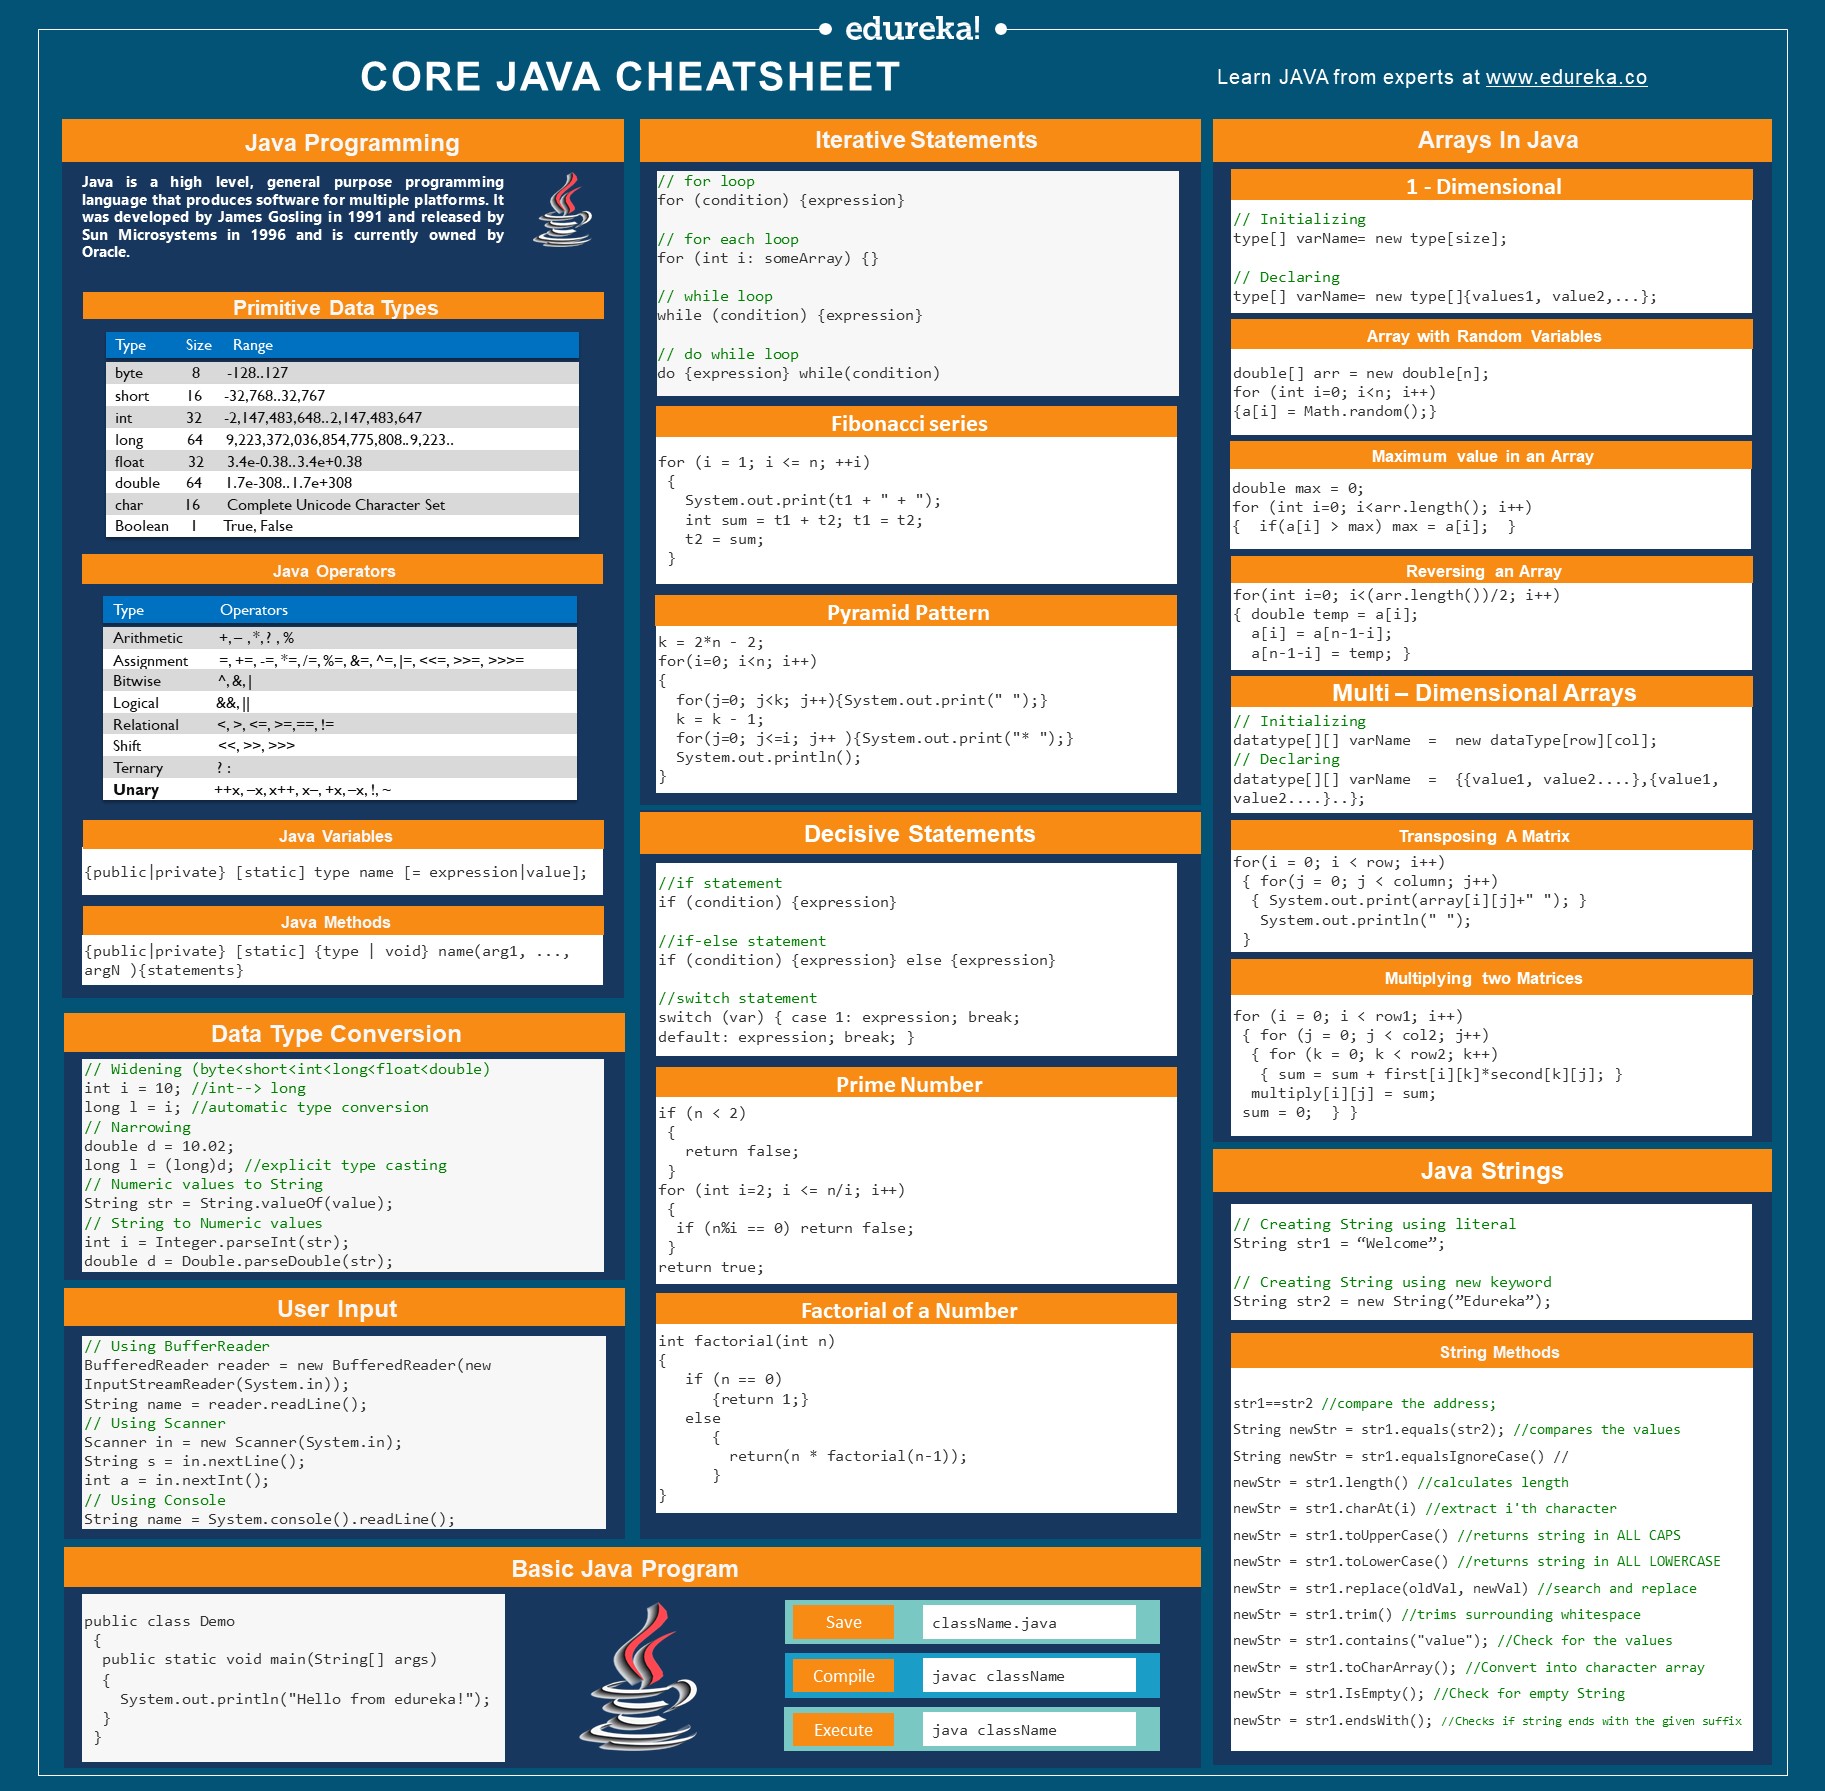 edureka!
CORE JAVA CHEATSHEET
Learn JAVA from experts at www.edureka.co
Java Programming
Java is a high level, general purpose programming
language that produces software for multiple platforms. It
was developed by James Gosling in 1991 and released by
Sun Microsystems in 1996 and is currently owned by
Oracle.
Primitive Data Types
Type Size Range
byte 8 -128..127
short 16 -32,768..32,767
int 32 -2,147,483,648..2,147,483,647
long 64 9,223,372,036,854,775,808..9,223..
float 32 3.4e-0.38..3.4e+0.38
double 64 1.7e-308..1.7e+308
char 16 Complete Unicode Character Set
Boolean 1 True, False
Java Operators
Type Operators
Arithmetic +, – , *, ? , %
Assignment =, +=, -=, *=, /=, %=, &=, ^=, |=, <<=, >>=, >>>=
Bitwise ^, &, |
Logical &&, ||
Relational <, >, <=, >=,==, !=
Shift <<, >>, >>>
Ternary ? :
Unary ++x, –x, x++, x–, +x, –x, !, ~
Java Variables
{public|private} [static] type name [= expression|value];
Java Methods
{public|private} [static] {type | void} name(arg1, ...,
argN ){statements}
Data Type Conversion
// Widening (byte<short<int<long<float<double)
int i = 10; //int--> long
long l = i; //automatic type conversion
// Narrowing
double d = 10.02;
long l = (long)d; //explicit type casting
// Numeric values to String
String str = String.valueOf(value);
// String to Numeric values
int i = Integer.parseInt(str);
double d = Double.parseDouble(str);
User Input
// Using BufferReader
BufferedReader reader = new BufferedReader(new
InputStreamReader(System.in));
String name = reader.readLine();
// Using Scanner
Scanner in = new Scanner(System.in);
String s = in.nextLine();
int a = in.nextInt();
// Using Console
String name = System.console().readLine();
Iterative Statements
// for loop
for (condition) {expression}
// for each loop
for (int i: someArray) {}
// while loop
while (condition) {expression}
// do while loop
do {expression} while(condition)
Fibonacci series
for (i = 1; i <= n; ++i)
{
System.out.print(t1 + " + ");
int sum = t1 + t2; t1 = t2;
t2 = sum;
}
Pyramid Pattern
k = 2*n - 2;
for(i=0; i<n; i++)
{
for(j=0; j<k; j++){System.out.print(" ");}
k = k - 1;
for(j=0; j<=i; j++ ){System.out.print("* ");}
System.out.println();
}
Decisive Statements
//if statement
if (condition) {expression}
//if-else statement
if (condition) {expression} else {expression}
//switch statement
switch (var) { case 1: expression; break;
default: expression; break; }
Prime Number
if (n < 2)
{
return false;
}
for (int i=2; i <= n/i; i++)
{
if (n%i == 0) return false;
}
return true;
Factorial of a Number
int factorial(int n)
{
if (n == 0)
{return 1;}
else
{
return(n * factorial(n-1));
}
}
Basic Java Program
public class Demo
{
public static void main(String[] args)
{
System.out.println("Hello from edureka!");
}
}
Save className.java
Compile javac className
Execute java className
Arrays In Java
1 - Dimensional
// Initializing
type[] varName= new type[size];
// Declaring
type[] varName= new type[]{values1, value2,...};
Array with Random Variables
double[] arr = new double[n];
for (int i=0; i<n; i++)
{a[i] = Math.random();}
Maximum value in an Array
double max = 0;
for (int i=0; i<arr.length(); i++)
{ if(a[i] > max) max = a[i]; }
Reversing an Array
for(int i=0; i<(arr.length())/2; i++)
{ double temp = a[i];
a[i] = a[n-1-i];
a[n-1-i] = temp; }
Multi – Dimensional Arrays
// Initializing
datatype[][] varName = new dataType[row][col];
// Declaring
datatype[][] varName = {{value1, value2....},{value1,
value2....}..};
Transposing A Matrix
for(i = 0; i < row; i++)
{ for(j = 0; j < column; j++)
{ System.out.print(array[i][j]+" "); }
System.out.println(" ");
}
Multiplying two Matrices
for (i = 0; i < row1; i++)
{ for (j = 0; j < col2; j++)
{ for (k = 0; k < row2; k++)
{ sum = sum + first[i][k]*second[k][j]; }
multiply[i][j] = sum;
sum = 0; } }
Java Strings
// Creating String using literal
String str1 = “Welcome”;
// Creating String using new keyword
String str2 = new String(”Edureka”);
String Methods
str1==str2 //compare the address;
String newStr = str1.equals(str2); //compares the values
String newStr = str1.equalsIgnoreCase() //
newStr = str1.length() //calculates length
newStr = str1.charAt(i) //extract i'th character
newStr = str1.toUpperCase() //returns string in ALL CAPS
newStr = str1.toLowerCase() //returns string in ALL LOWERCASE
newStr = str1.replace(oldVal, newVal) //search and replace
newStr = str1.trim() //trims surrounding whitespace
newStr = str1.contains("value"); //Check for the values
newStr = str1.toCharArray(); //Convert into character array
newStr = str1.IsEmpty(); //Check for empty String
newStr = str1.endsWith(); //Checks if string ends with the given suffix